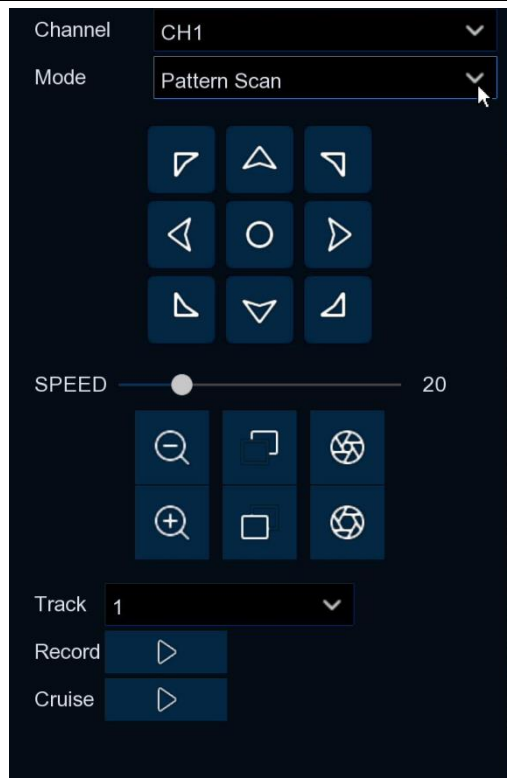 Channel CH1
Mode Pattern Scan
SPEED 20
Track 1
Record
Cruise